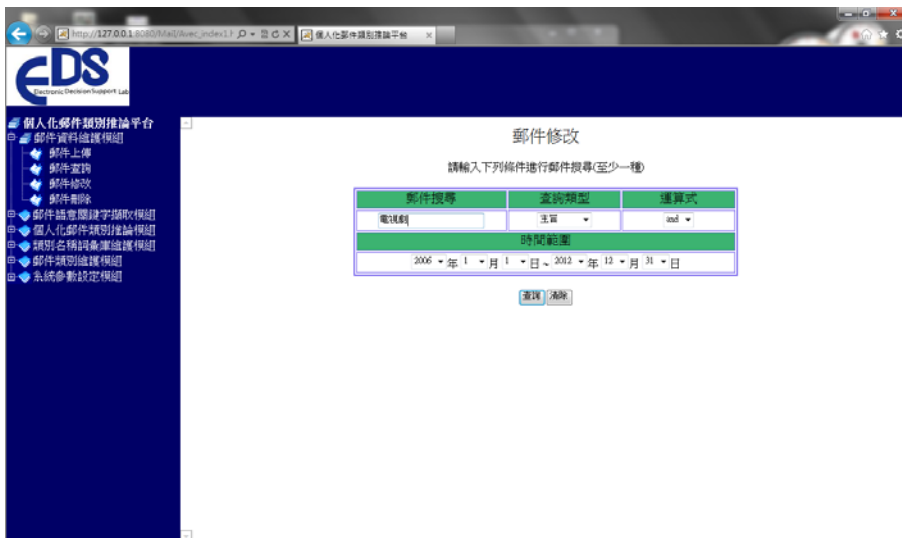 http://127.0.0.1:8080/Mail/Avec_index1.h
個人化郵件類別推論平台
EDS
Electronic Decision Support Lab
個人化郵件類別推論平台
郵件資料維護模組
郵件上傳
郵件查詢
郵件修改
郵件刪除
郵件語意關鍵字擷取模組
個人化郵件類別推論模組
類別名稱詞彙庫維護模組
郵件類別維護模組
系統參數設定模組
郵件修改
請輸入下列條件進行郵件搜尋(至少一種)
郵件搜尋 查詢類型 運算式
電視劇 主旨 and
時間範圍
2006 年 1 月 1 日 ~ 2012 年 12 月 31 日
查詢 清除